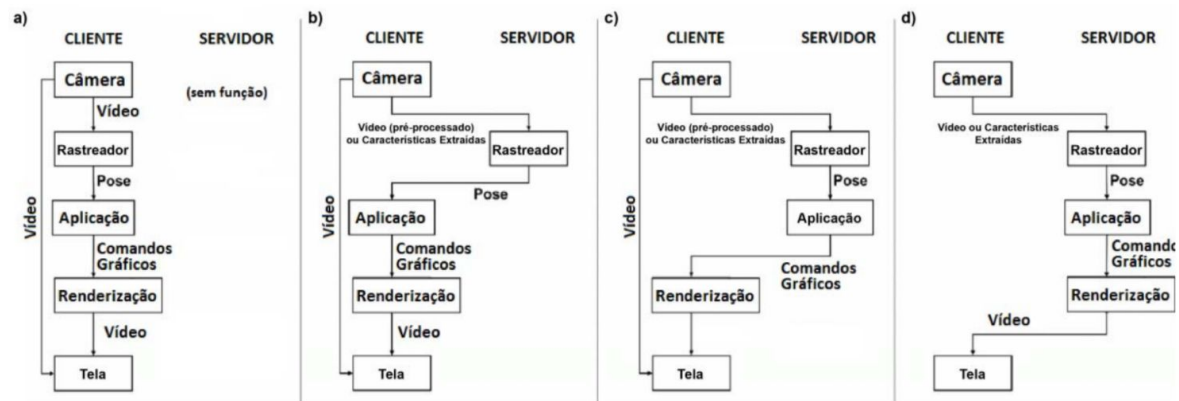 a)
CLIENTE
SERVIDOR
Câmera
(sem função)
Vídeo
Rastreador
Pose
Vídeo
Aplicação
Comandos
Gráficos
Renderização
Vídeo
Tela
b)
CLIENTE
SERVIDOR
Câmera
Video (pré-processado)
ou Características Extraídas
Rastreador
Pose
Vídeo
Aplicação
Comandos
Gráficos
Renderização
Vídeo
Tela
c)
CLIENTE
SERVIDOR
Câmera
Video (pré-processado)
ou Características Extraídas
Rastreador
Pose
Vídeo
Aplicação
Comandos
Gráficos
Renderização
Tela
d)
CLIENTE
SERVIDOR
Câmera
Video ou Características
Extraídas
Rastreador
Pose
Aplicação
Comandos
Gráficos
Renderização
Vídeo
Tela